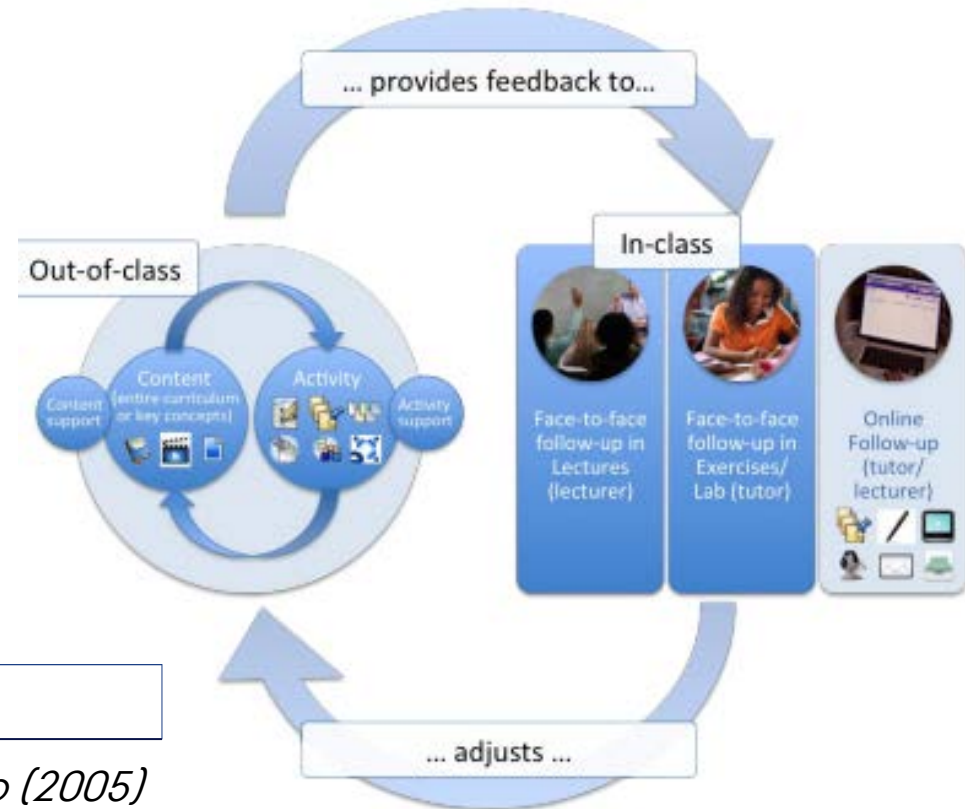 ... provides feedback to...
Out-of-class
In-class
Content
support
Content
(entire curriculum
or key concepts)
Activity
Activity
support
Face-to-face
follow-up in
Lectures
(lecturer)
Face-to-face
follow-up in
Exercises/
Lab (tutor)
Online
Follow-up
(tutor/
lecturer)
... adjusts ...
(2005)